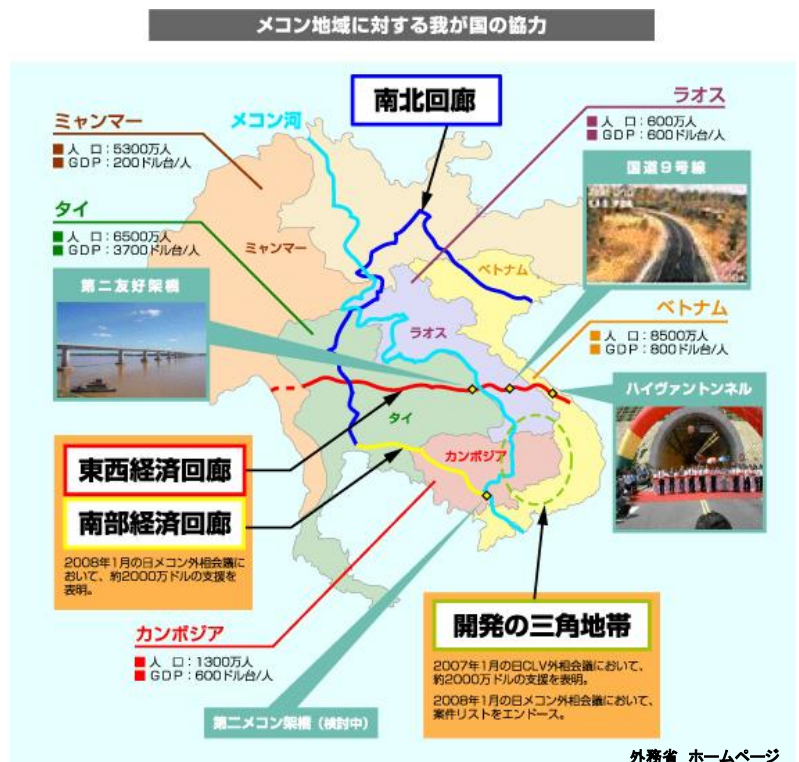 メコン地域に対する我が国の協力
南北回廊
ラオス
■ 人　口：600万人
■ GDP：600ドル台/人
ミャンマー
■ 人　口：5300万人
■ GDP：200ドル台/人
メコン河
国道9号線
タイ
■ 人　口：6500万人
■ GDP：3700ドル台/人
ミャンマー
ベトナム
第二友好架橋
ラオス
ベトナム
■ 人　口：8500万人
■ GDP：800ドル台/人
ハイヴァントンネル
タイ
カンボジア
東西経済回廊
南部経済回廊
2008年1月の日メコン外相会議に
おいて、約2000万ドルの支援を
表明。
カンボジア
■ 人　口：1300万人
■ GDP：600ドル台/人
開発の三角地帯
2007年1月の日CLV外相会議において、
約2000万ドルの支援を表明。
2008年1月の日メコン外相会議において、
案件リストをエンドース。
第二メコン架橋（検討中）
外務省 ホームページ